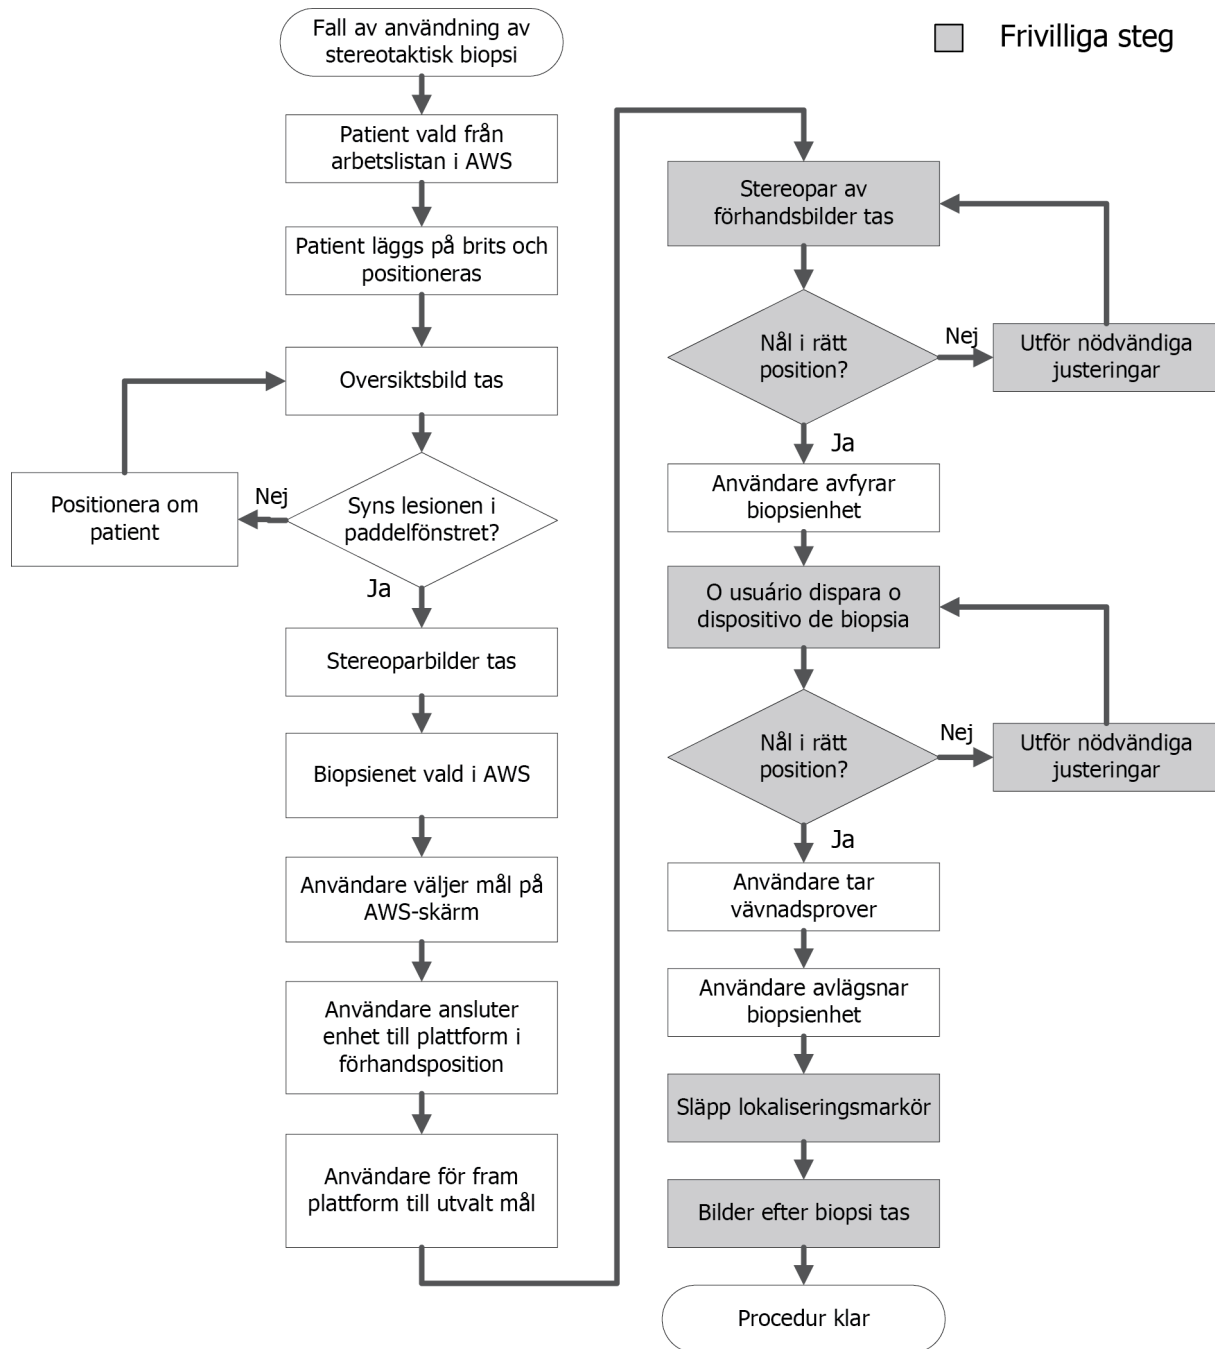 Fall av användning av
stereotaktisk biopsi
Frivilliga steg
Patient vald från
arbetslistan i AWS
Patient läggs på brits och
positioneras
Oversiktsbild tas
Syns lesionen i
paddelfönstret?
Nej
Positionera om
patient
Ja
Stereoparbilder tas
Biopsienet vald i AWS
Användare väljer mål på
AWS-skärm
Användare ansluter
enhet till plattform i
förhandsposition
Användare för fram
plattform till utvalt mål
Stereopar av
förhandsbilder tas
Nål i rätt
position?
Nej
Utför nödvändiga
justeringar
Ja
Användare avfyrar
biopsienhet
O usuário dispara o
dispositivo de biopsia
Nål i rätt
position?
Nej
Utför nödvändiga
justeringar
Ja
Användare tar
vävnadsprover
Användare avlägsnar
biopsienhet
Släpp lokaliseringsmarkör
Bilder efter biopsi tas
Procedur klar